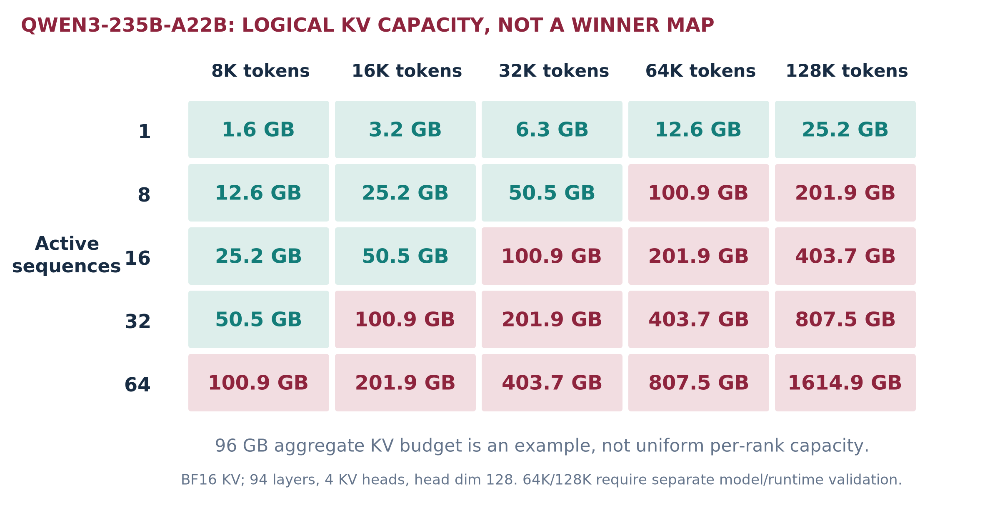 QWEN3-235B-A22B: LOGICAL KV CAPACITY, NOT A WINNER MAP
8K tokens 16K tokens 32K tokens 64K tokens 128K tokens
1 1.6 GB 3.2 GB 6.3 GB 12.6 GB 25.2 GB
8 12.6 GB 25.2 GB 50.5 GB 100.9 GB 201.9 GB
Active
sequences
16 25.2 GB 50.5 GB 100.9 GB 201.9 GB 403.7 GB
32 50.5 GB 100.9 GB 201.9 GB 403.7 GB 807.5 GB
64 100.9 GB 201.9 GB 403.7 GB 807.5 GB 1614.9 GB
96 GB aggregate KV budget is an example, not uniform per-rank capacity.
BF16 KV; 94 layers, 4 KV heads, head dim 128. 64K/128K require separate model/runtime validation.